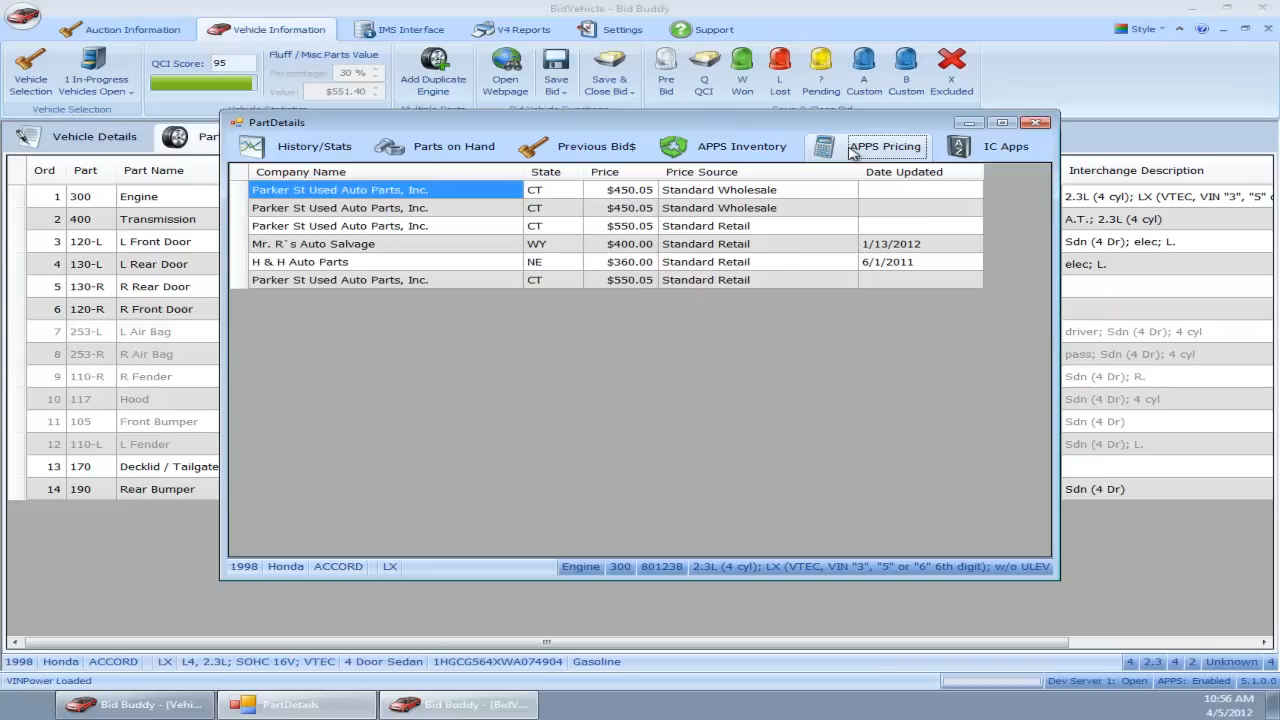 BidVehicle - Bid Buddy
Auction Information
Vehicle Information
IMS Interface
V4 Reports
Settings
Support
Style
Vehicle Selection
1 In-Progress Vehicles Open
QCI Score: 95
Fluff / Misc Parts Value
Percentage: 30 %
Value: $551.40
Add Duplicate Engine
Open Webpage
Save Bid
Save & Close Bid
Pre Bid
Q QCI
W Won
L Lost
? Pending
A Custom
B Custom
X Excluded
Vehicle Selection
Vehicle Details
Par
PartDetails
History/Stats
Parts on Hand
Previous Bid$
APPS Inventory
APPS Pricing
IC Apps
Company Name State Price Price Source Date Updated
Parker St Used Auto Parts, Inc. CT $450.05 Standard Wholesale
Parker St Used Auto Parts, Inc. CT $450.05 Standard Wholesale
Parker St Used Auto Parts, Inc. CT $550.05 Standard Retail
Mr. R`s Auto Salvage WY $400.00 Standard Retail 1/13/2012
H & H Auto Parts NE $360.00 Standard Retail 6/1/2011
Parker St Used Auto Parts, Inc. CT $550.05 Standard Retail
1998 Honda ACCORD LX Engine 300 80123B 2.3L (4 cyl); LX (VTEC, VIN "3", "5" or "6" 6th digit); w/o ULEV
Ord Part Part Name Interchange Description
1 300 Engine 2.3L (4 cyl); LX (VTEC, VIN "3", "5" o
2 400 Transmission A.T.; 2.3L (4 cyl)
3 120-L L Front Door Sdn (4 Dr); elec; L.
4 130-L L Rear Door elec; L.
5 130-R R Rear Door
6 120-R R Front Door
7 253-L L Air Bag driver; Sdn (4 Dr); 4 cyl
8 253-R R Air Bag pass; Sdn (4 Dr); 4 cyl
9 110-R R Fender Sdn (4 Dr); R.
10 117 Hood Sdn (4 Dr); 4 cyl
11 105 Front Bumper Sdn (4 Dr)
12 110-L L Fender Sdn (4 Dr); L.
13 170 Decklid / Tailgate
14 190 Rear Bumper Sdn (4 Dr)
1998 Honda ACCORD LX L4, 2.3L; SOHC 16V; VTEC 4 Door Sedan 1HGCG564XWA074904 Gasoline 4 2.3 4 2 Unknown 4
VINPower Loaded Dev Server 1: Open APPS: Enabled 5.1.0.0
Bid Buddy - [Vehi...
PartDetails
Bid Buddy - [BidV...
10:56 AM
4/5/2012